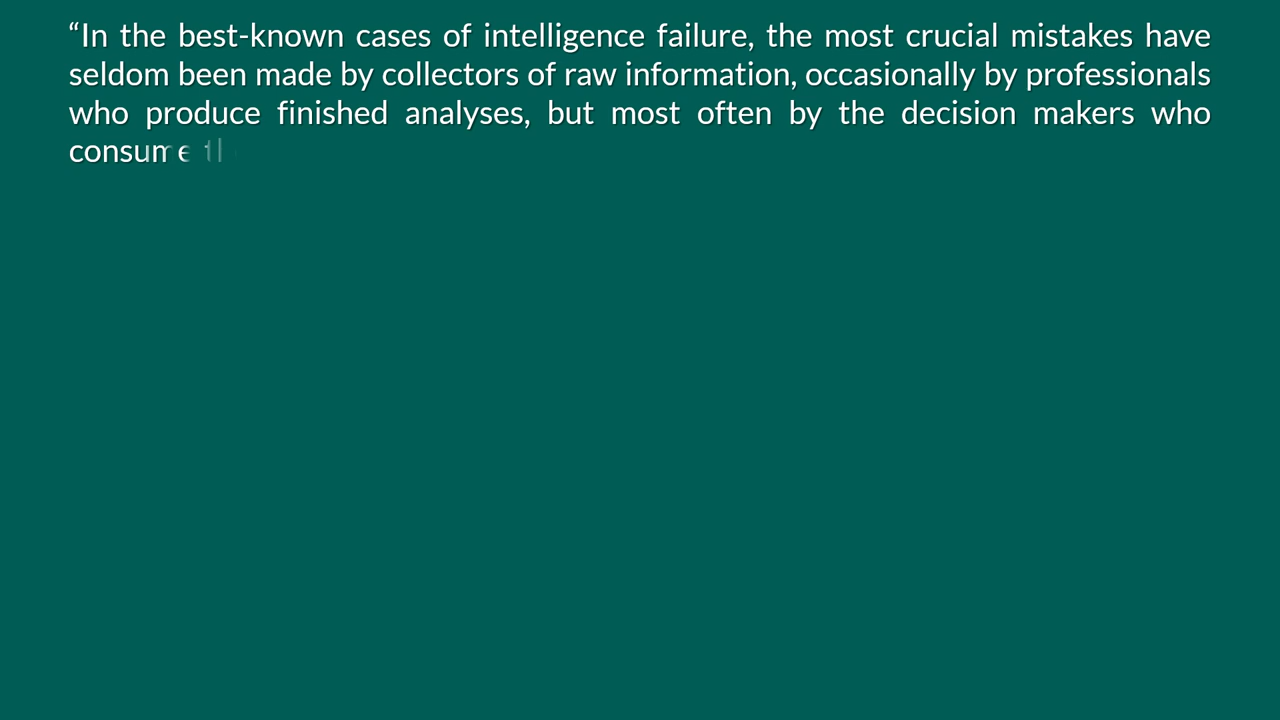 “In the best-known cases of intelligence failure, the most crucial mistakes have
seldom been made by collectors of raw information, occasionally by professionals
who produce finished analyses, but most often by the decision makers who
consume